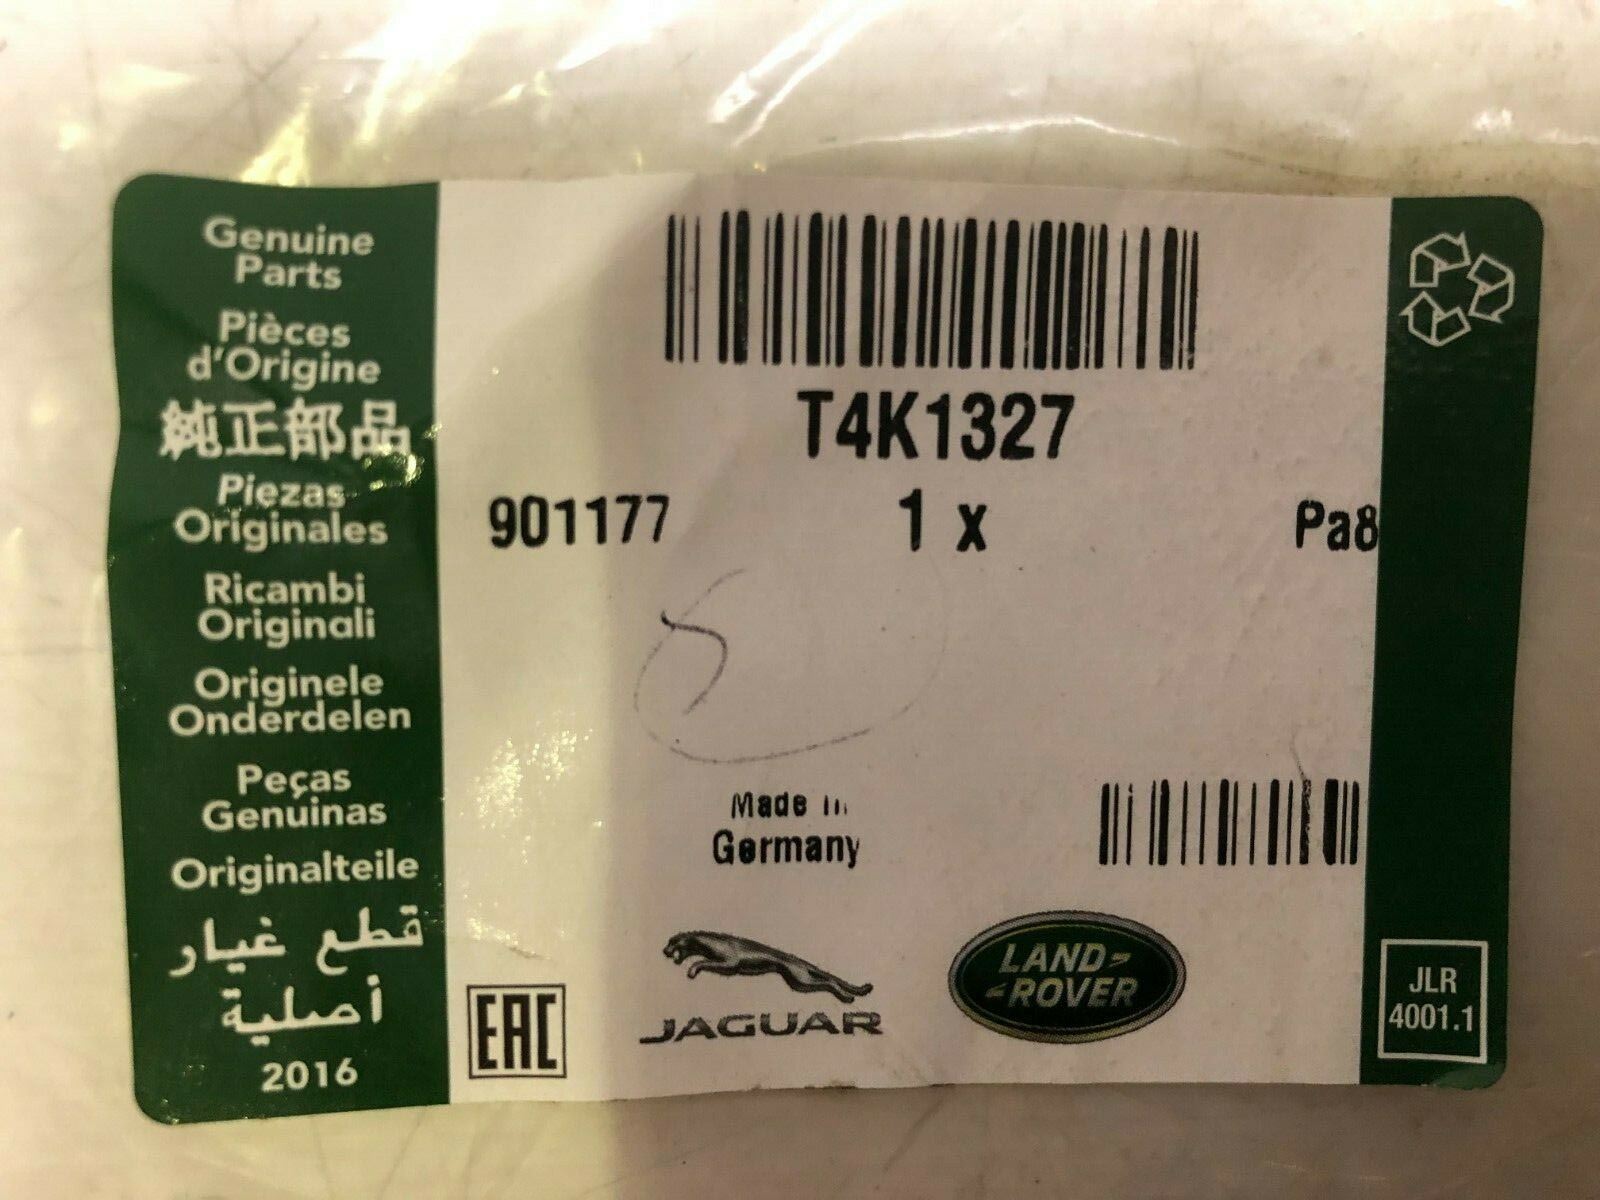 Genuine
Parts
Pièces
d'Origine
純正部品
Piezas
Originales
Ricambi
Originali
Originele
Onderdelen
Peças
Genuinas
Originalteile
قطع غيار
أصلية
2016
T4K1327
901177 1 x Pa8
Made in
Germany
EAC
JAGUAR
LAND
ROVER
JLR
4001.1